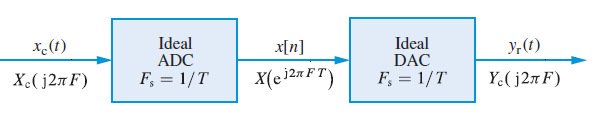 x_c(t)
X_c(j2πF)
Ideal
ADC
F_s = 1/T
x[n]
X(e^{j2πFT})
Ideal
DAC
F_s = 1/T
y_r(t)
Y_c(j2πF)